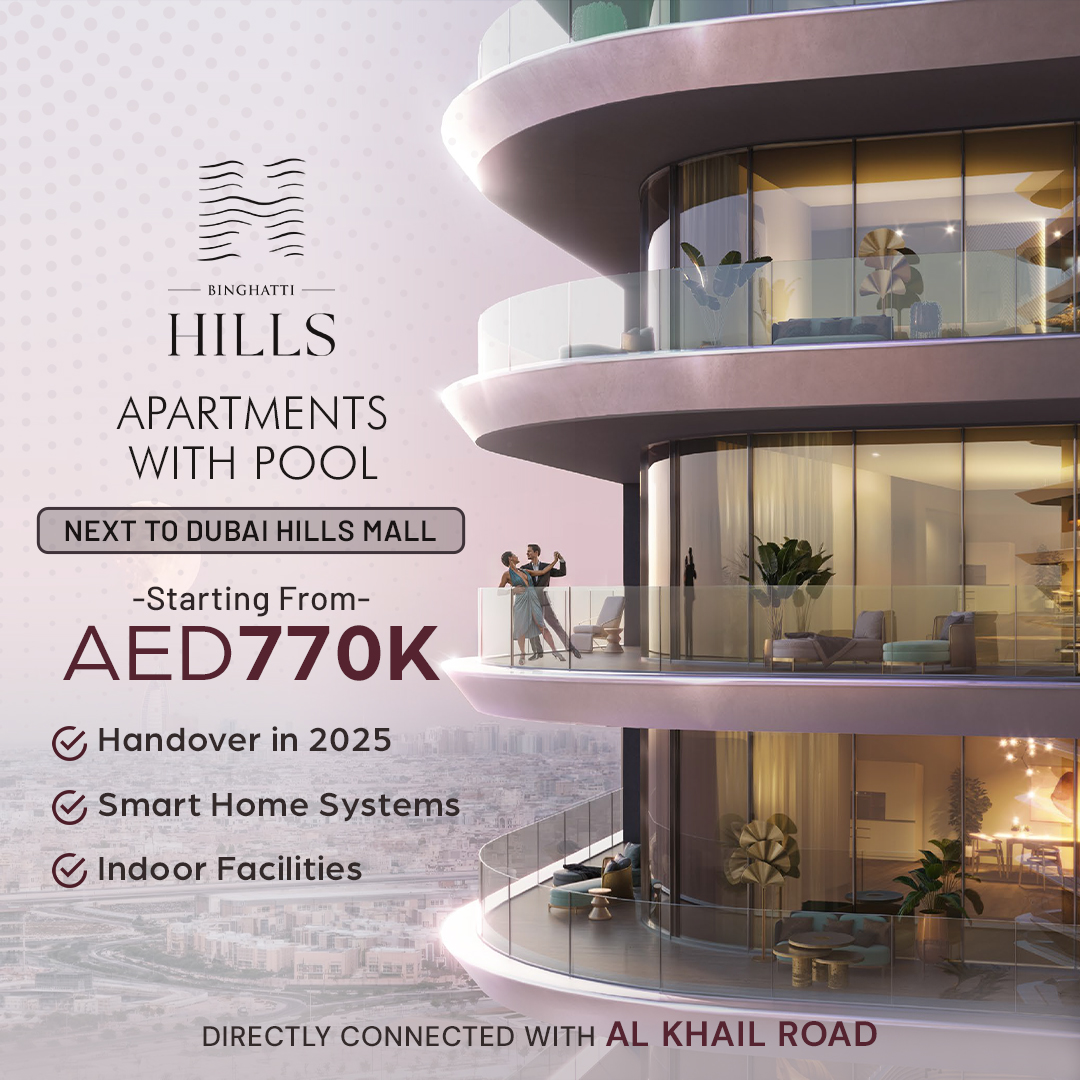 BINGHATTI
HILLS
APARTMENTS
WITH POOL
NEXT TO DUBAI HILLS MALL
-Starting From-
AED770K
Handover in 2025
Smart Home Systems
Indoor Facilities
DIRECTLY CONNECTED WITH AL KHAIL ROAD